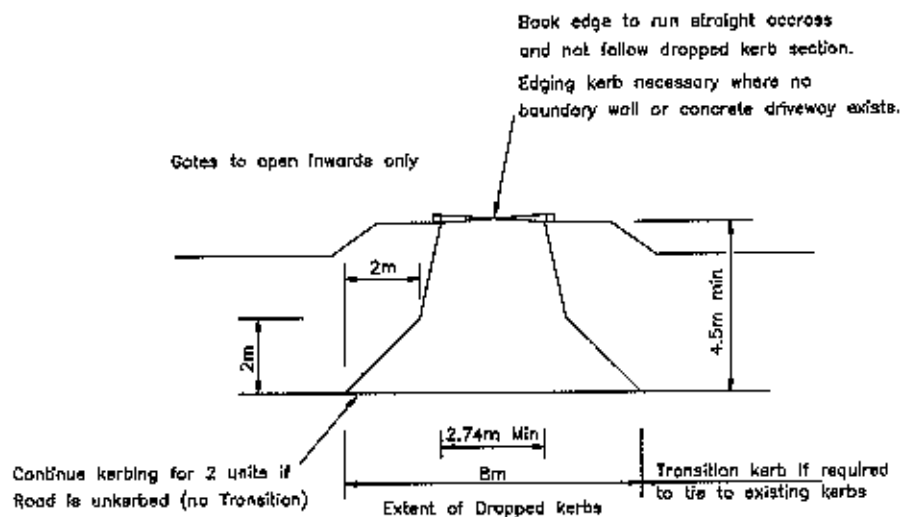 Back edge to run straight accross
and not follow dropped kerb section.
Edging kerb necessary where no
boundary wall or concrete driveway exists.
Gates to open inwards only
2m
2m
4.5m min
2.74m Min
8m
Continue kerbing for 2 units if
Road is unkerbed (no Transition)
Extent of Dropped kerbs
Transition kerb if required
to tie to existing kerbs